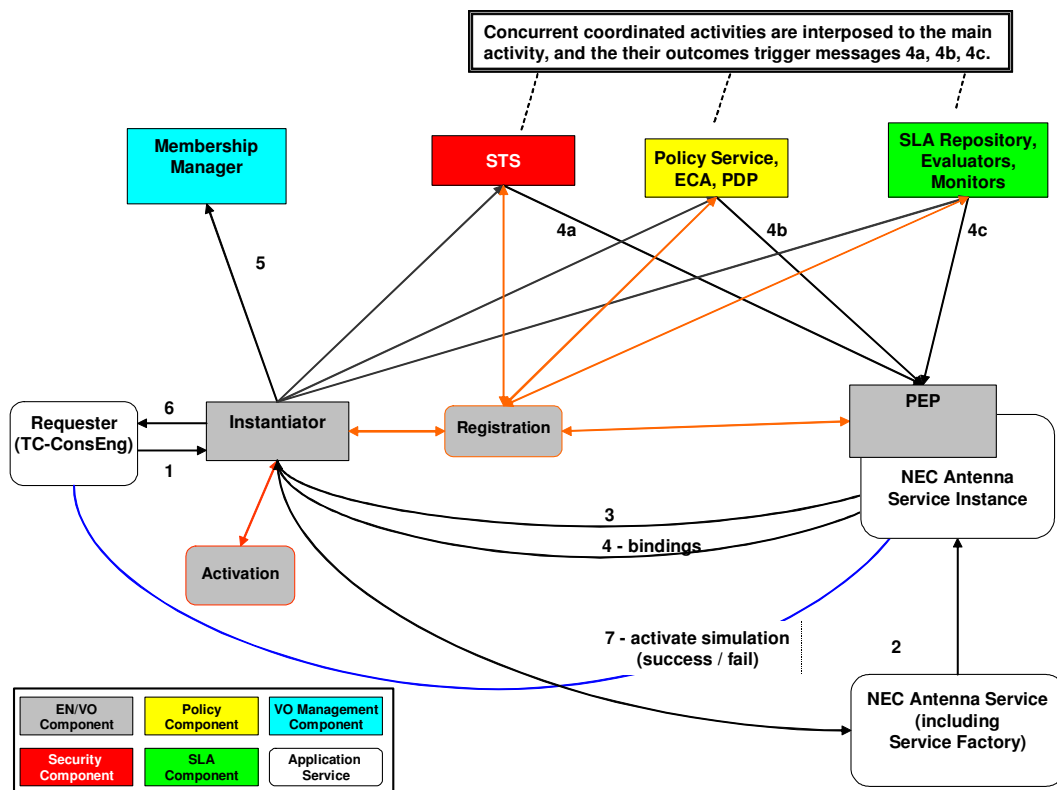 Concurrent coordinated activities are interposed to the main
activity, and the their outcomes trigger messages 4a, 4b, 4c.
Membership
Manager
STS
Policy Service,
ECA, PDP
SLA Repository,
Evaluators,
Monitors
4a
4b
4c
5
6
Requester
(TC-ConsEng)
1
Instantiator
Registration
PEP
NEC Antenna
Service Instance
3
4 - bindings
Activation
7 - activate simulation
(success / fail)
2
NEC Antenna Service
(including
Service Factory)
EN/VO
Component
Policy
Component
VO Management
Component
Security
Component
SLA
Component
Application
Service